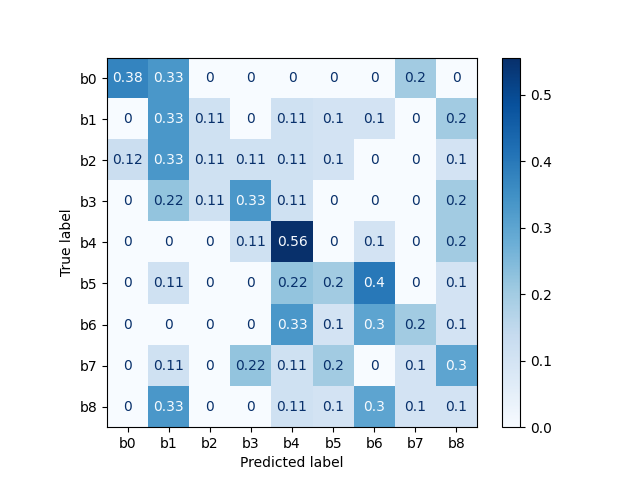 b0 0.38 0.33 0 0 0 0 0 0.2 0
b1 0 0.33 0.11 0 0.11 0.1 0.1 0 0.2
b2 0.12 0.33 0.11 0.11 0.11 0.1 0 0 0.1
b3 0 0.22 0.11 0.33 0.11 0 0 0 0.2
b4 0 0 0 0.11 0.56 0 0.1 0 0.2
b5 0 0.11 0 0 0.22 0.2 0.4 0 0.1
b6 0 0 0 0 0.33 0.1 0.3 0.2 0.1
b7 0 0.11 0 0.22 0.11 0.2 0 0.1 0.3
b8 0 0.33 0 0 0.11 0.1 0.3 0.1 0.1
b0 b1 b2 b3 b4 b5 b6 b7 b8
Predicted label
True label
0.5
0.4
0.3
0.2
0.1
0.0